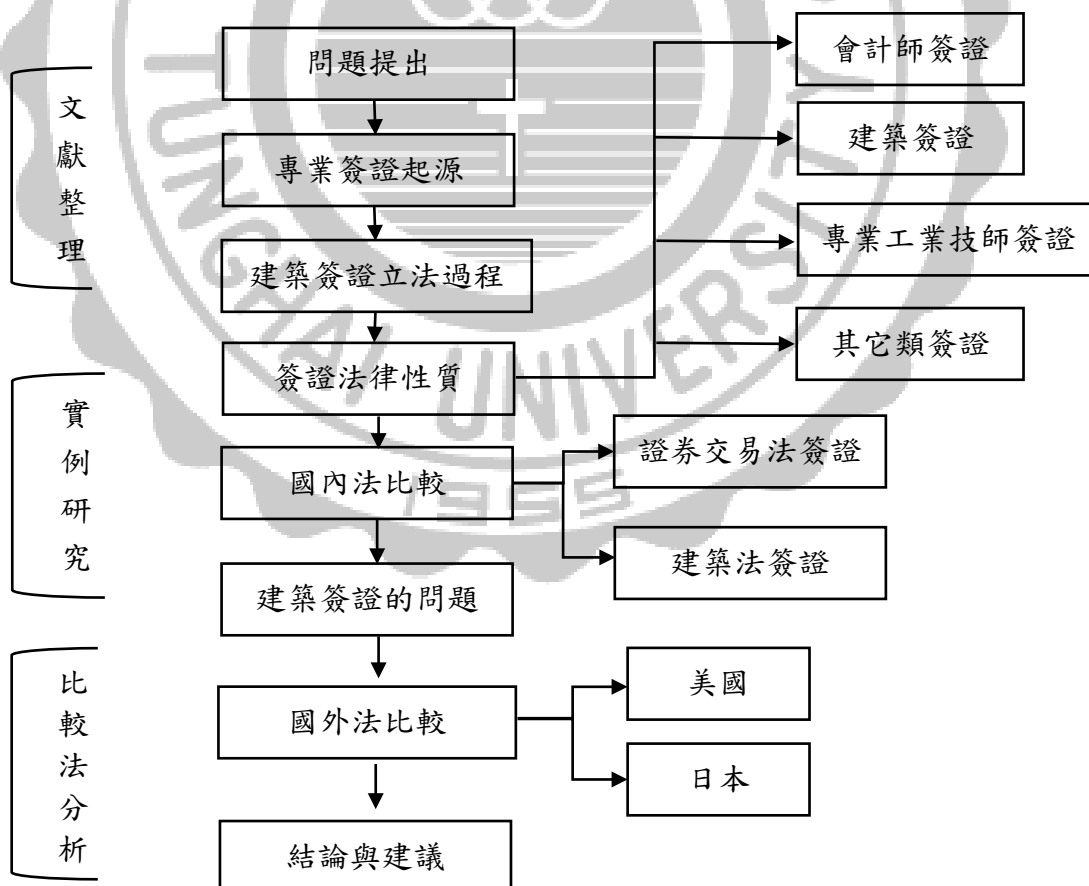 文獻整理
問題提出
專業簽證起源
建築簽證立法過程
會計師簽證
建築簽證
專業工業技師簽證
其它類簽證
實例研究
簽證法律性質
國內法比較
建築簽證的問題
證券交易法簽證
建築法簽證
比較法分析
國外法比較
結論與建議
美國
日本
TUNGHAI UNIVERSITY
1955